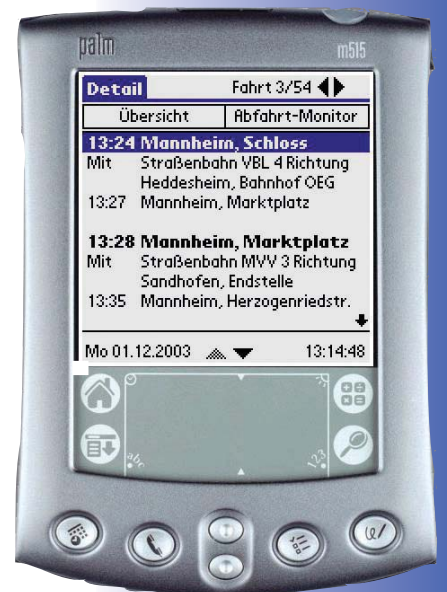 palm
m515
Detail Fahrt 3/54
Übersicht Abfahrt-Monitor
13:24 Mannheim, Schloss
Mit Straßenbahn VBL 4 Richtung
Heddesheim, Bahnhof OEG
13:27 Mannheim, Marktplatz
13:28 Mannheim, Marktplatz
Mit Straßenbahn MVV 3 Richtung
Sandhofen, Endstelle
13:35 Mannheim, Herzogenriedstr.
Mo 01.12.2003 13:14:48
abc
123